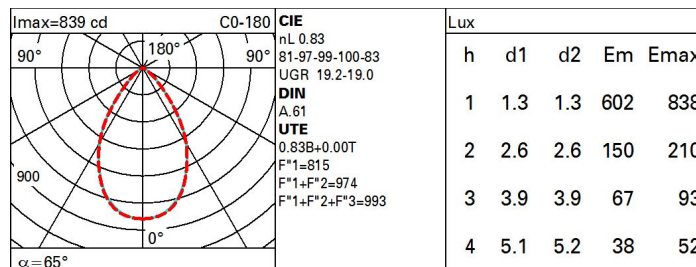 Imax=839 cd C0-180
90° 180° 90°
900
0°
α=65°
CIE
nL 0.83
81-97-99-100-83
UGR 19.2-19.0
DIN
A.61
UTE
0.83B+0.00T
F"1=815
F"1+F"2=974
F"1+F"2+F"3=993
Lux
h d1 d2 Em Emax
1 1.3 1.3 602 838
2 2.6 2.6 150 210
3 3.9 3.9 67 93
4 5.1 5.2 38 52